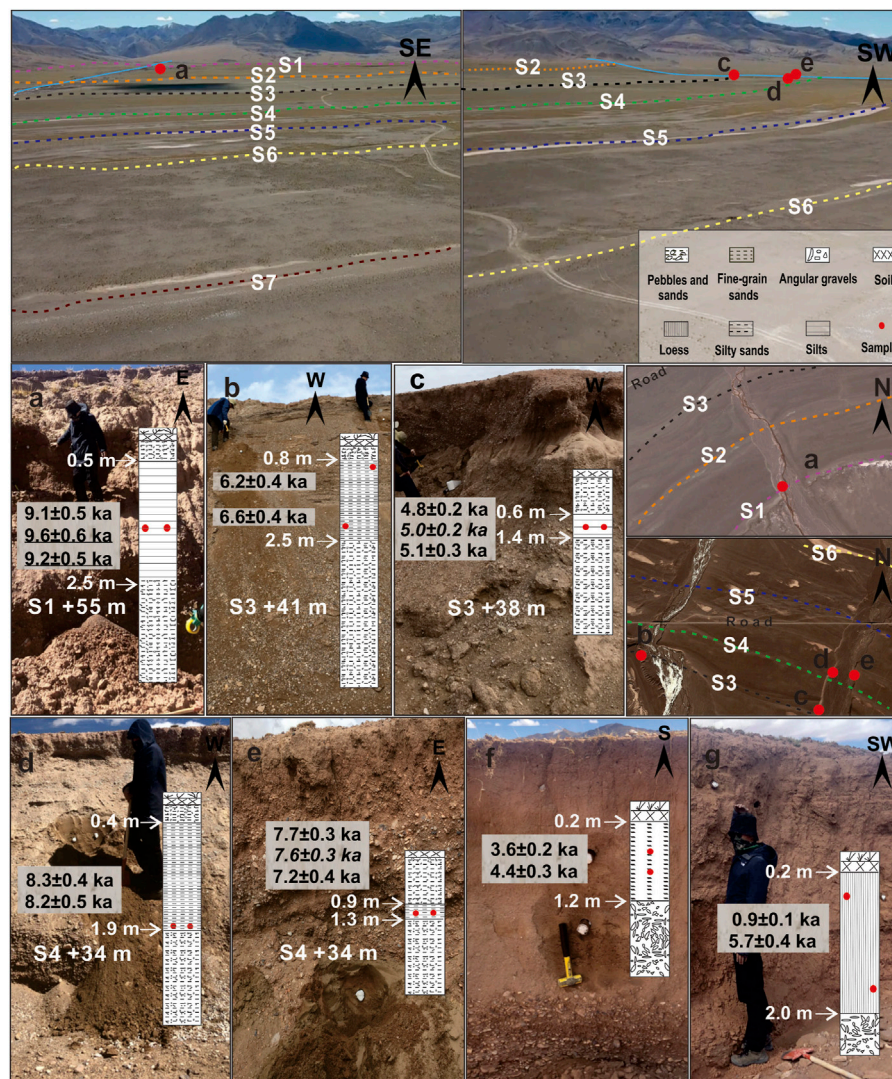 SE
a
S1
S2
S3
S4
S5
S6
S7
SW
c
e
d
S2
S3
S4
S5
S6
Pebbles and
sands
Fine-grain
sands
Angular gravels
Soil
Loess
Silty sands
Silts
Sampl
a
E
0.5 m
9.1±0.5 ka
9.6±0.6 ka
9.2±0.5 ka
2.5 m
S1 +55 m
b
W
0.8 m
6.2±0.4 ka
6.6±0.4 ka
2.5 m
S3 +41 m
c
W
4.8±0.2 ka
5.0±0.2 ka
5.1±0.3 ka
0.6 m
1.4 m
S3 +38 m
Road
N
S3
S2
a
S1
N
S6
S5
Road
S4
b
d
e
S3
c
d
W
0.4 m
8.3±0.4 ka
8.2±0.5 ka
1.9 m
S4 +34 m
e
E
7.7±0.3 ka
7.6±0.3 ka
7.2±0.4 ka
0.9 m
1.3 m
S4 +34 m
f
S
0.2 m
3.6±0.2 ka
4.4±0.3 ka
1.2 m
g
SW
0.2 m
0.9±0.1 ka
5.7±0.4 ka
2.0 m